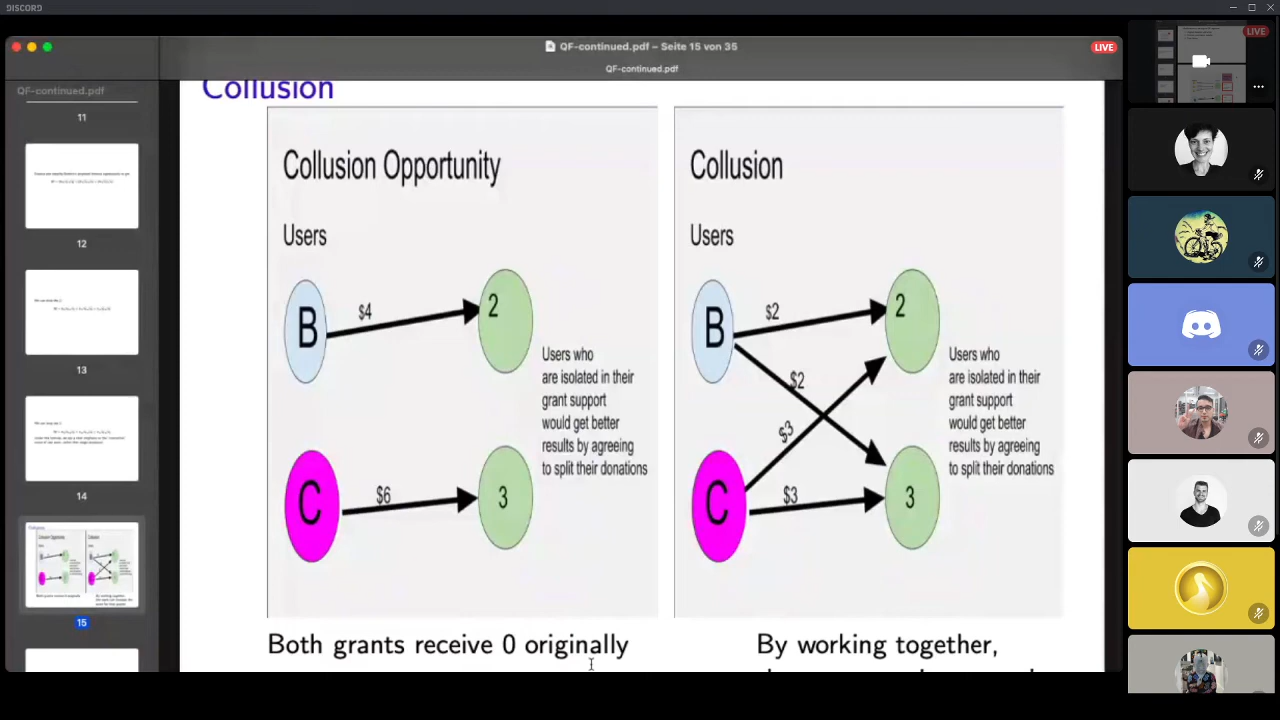 DISCORD
QF-continued.pdf – Seite 15 von 35
LIVE
QF-continued.pdf
LIVE
QF-continued.pdf
11
12
13
14
15
Collusion
Collusion Opportunity
Users
B
$4
2
Users who
are isolated in their
grant support
would get better
results by agreeing
to split their donations
C
$6
3
Both grants receive 0 originally
Collusion
Users
B
$2
2
$2
$3
Users who
are isolated in their
grant support
would get better
results by agreeing
to split their donations
C
$3
3
By working together,